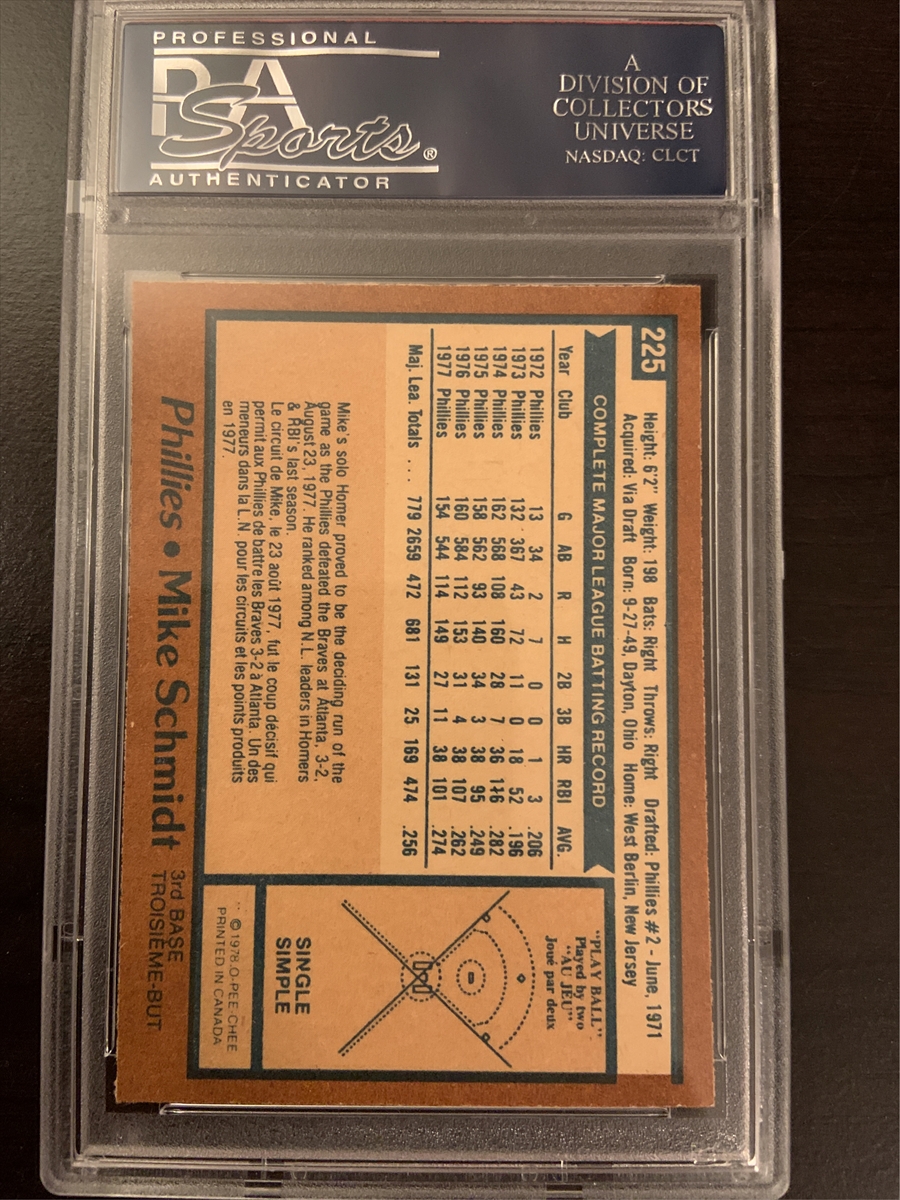 PROFESSIONAL
PSA
Sports®
AUTHENTICATOR
A
DIVISION OF
COLLECTORS
UNIVERSE
NASDAQ: CLCT
225
Height: 6'2" Weight: 198 Bats: Right Throws: Right Drafted: Phillies #2 - June, 1971
Acquired: Via Draft Born: 9-27-49, Dayton, Ohio Home: West Berlin, New Jersey
COMPLETE MAJOR LEAGUE BATTING RECORD
Year Club G AB R H 2B 3B HR RBI AVG.
1972 Phillies 13 34 2 7 0 0 1 3 .206
1973 Phillies 132 367 43 72 11 0 18 52 .196
1974 Phillies 162 568 108 160 28 7 36 116 .282
1975 Phillies 158 562 93 140 34 3 38 95 .249
1976 Phillies 160 584 112 153 31 4 38 107 .262
1977 Phillies 154 544 114 149 27 11 38 101 .274
Maj. Lea. Totals ... 779 2659 472 681 131 25 169 474 .256
Mike's solo Homer proved to be the deciding run of the
game as the Phillies defeated the Braves at Atlanta, 3-2,
August 23, 1977. He ranked among N.L. leaders in Homers
& RBI's last season.
Le circuit de Mike, le 23 août 1977, fut le coup décisif qui
permit aux Phillies de battre les Braves 3-2 à Atlanta. Un des
meneurs dans la L.N. pour les circuits et les points produits
en 1977.
"PLAY BALL"
Played by two
"AU JEU"
Joué par deux
SINGLE
SIMPLE
©1978.O-PEE-CHEE
PRINTED IN CANADA
Phillies • Mike Schmidt 3rd BASE
TROISIÈME-BUT